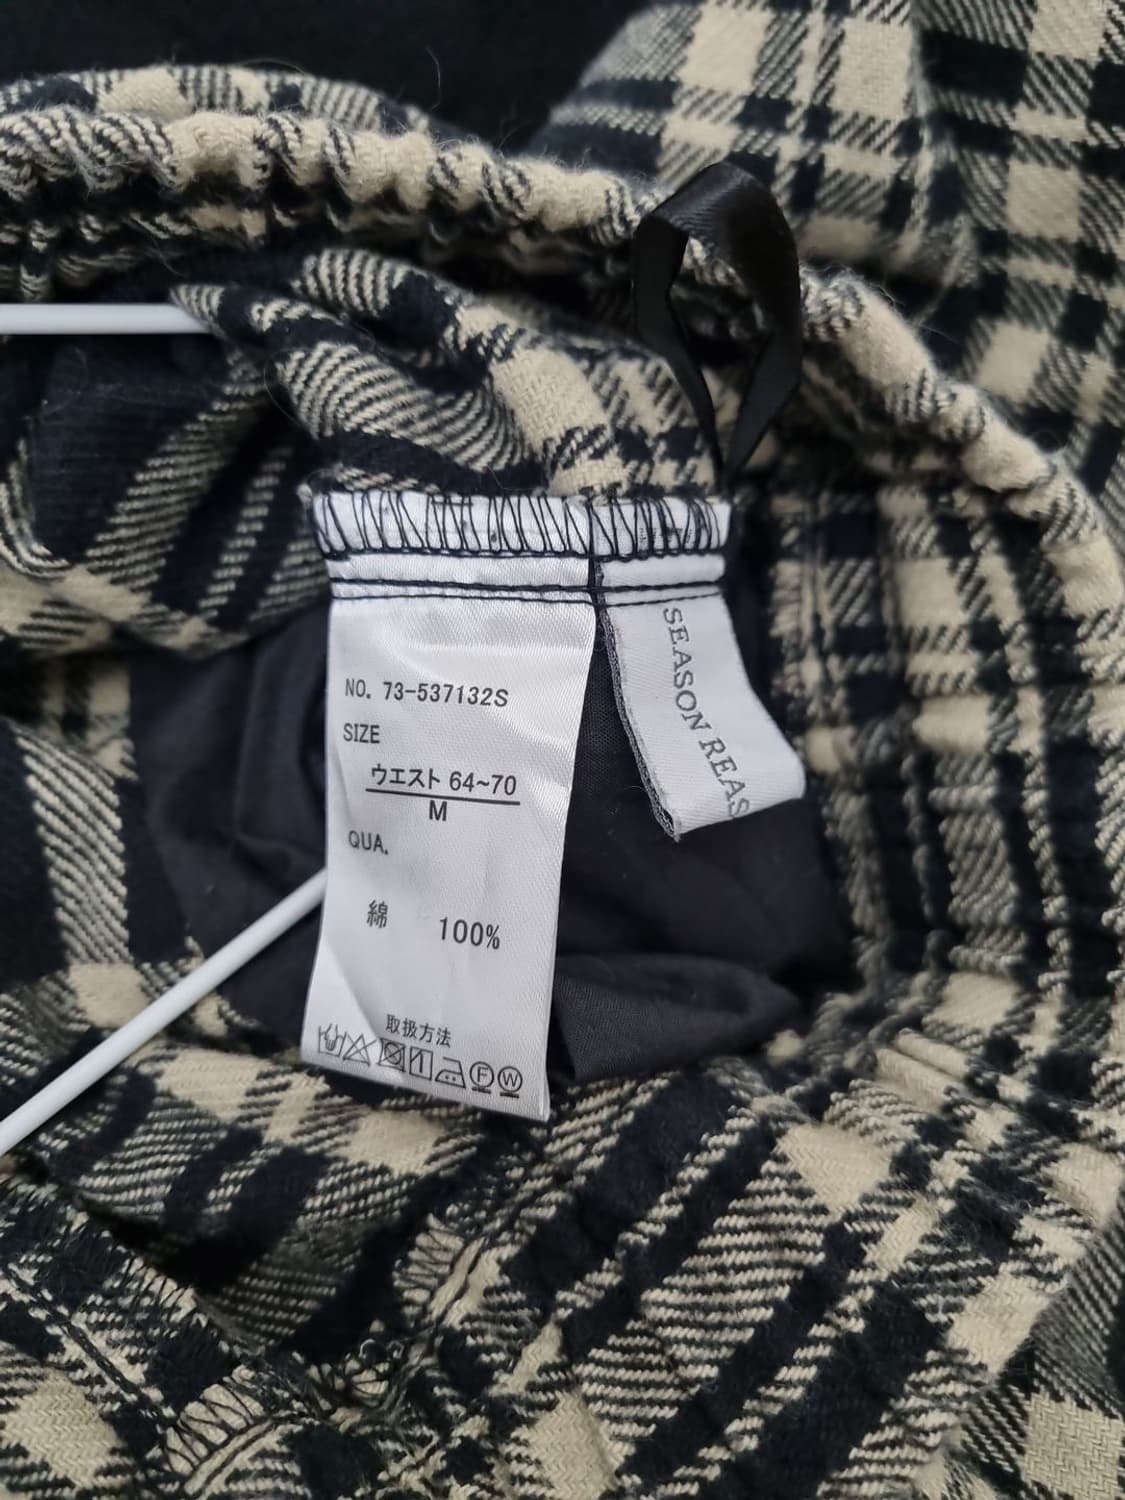 NO. 73-537132S
SIZE
ウエスト 64~70
M
QUA.
綿 100%
取扱方法
F W
SEASON REAS